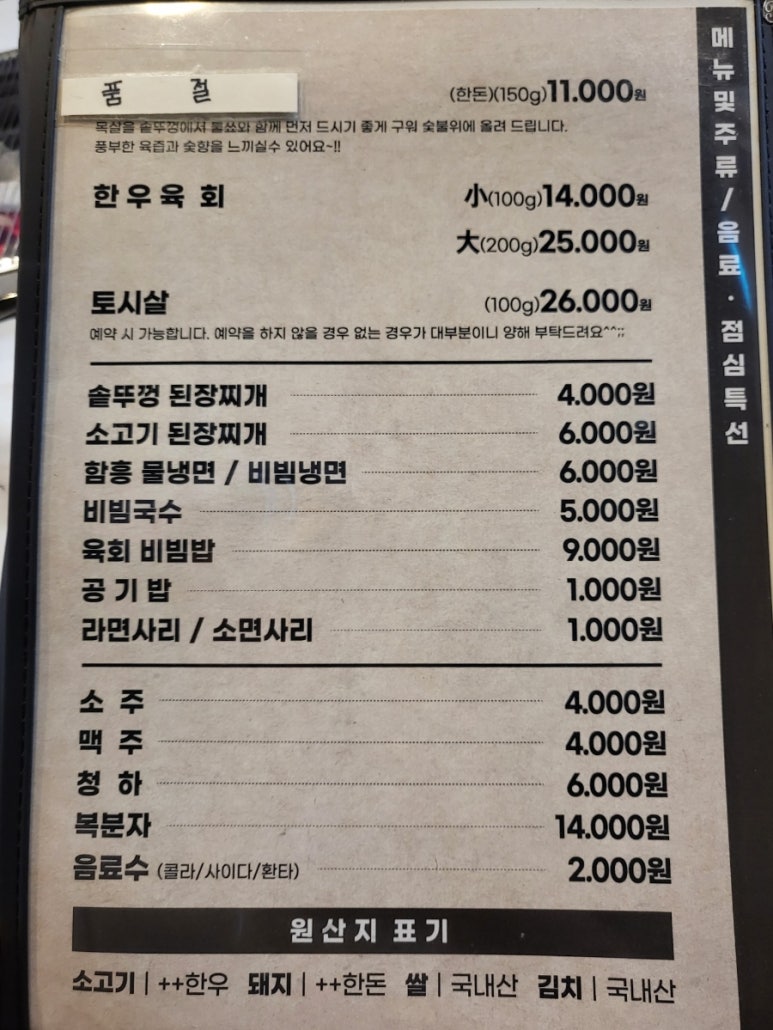 품 절
(한돈)(150g)11.000원
목살을 솥뚜껑에서 통쑈와 함께 먼저 드시기 좋게 구워 숯불위에 올려 드립니다.
풍부한 육즙과 숯향을 느끼실수 있어요~!!
한우육 회 小(100g)14.000원
大(200g)25.000원
토시살 (100g)26.000원
예약 시 가능합니다. 예약을 하지 않을 경우 없는 경우가 대부분이니 양해 부탁드려요^^;;
솥뚜껑 된장찌개 4.000원
소고기 된장찌개 6.000원
함흥 물냉면 / 비빔냉면 6.000원
비빔국수 5.000원
육회 비빔밥 9.000원
공기밥 1.000원
라면사리 / 소면사리 1.000원
소 주 4.000원
맥 주 4.000원
청 하 6.000원
복분자 14.000원
음료수 (콜라/사이다/환타) 2.000원
원산지 표기
소고기 | ++한우 돼지 | ++한돈 쌀 | 국내산 김치 | 국내산
메뉴및주류/음료·점심특선